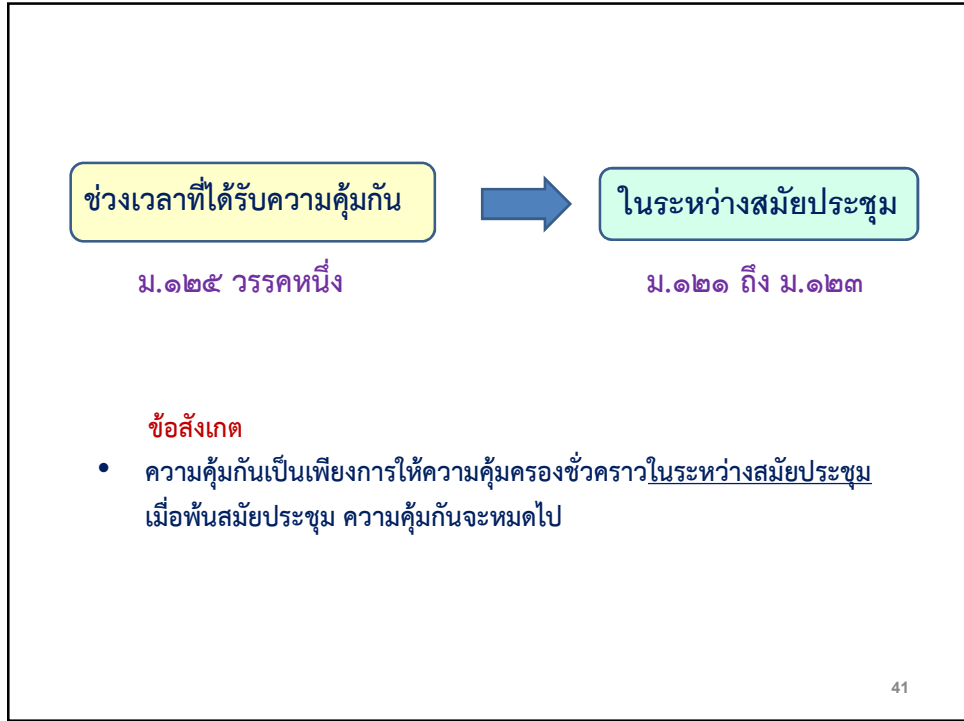 ช่วงเวลาที่ได้รับความคุ้มกัน
ในระหว่างสมัยประชุม
ม.๑๒๕ วรรคหนึ่ง
ม.๑๒๑ ถึง ม.๑๒๓
ข้อสังเกต
• ความคุ้มกันเป็นเพียงการให้ความคุ้มครองชั่วคราวในระหว่างสมัยประชุม
เมื่อพ้นสมัยประชุม ความคุ้มกันจะหมดไป
41